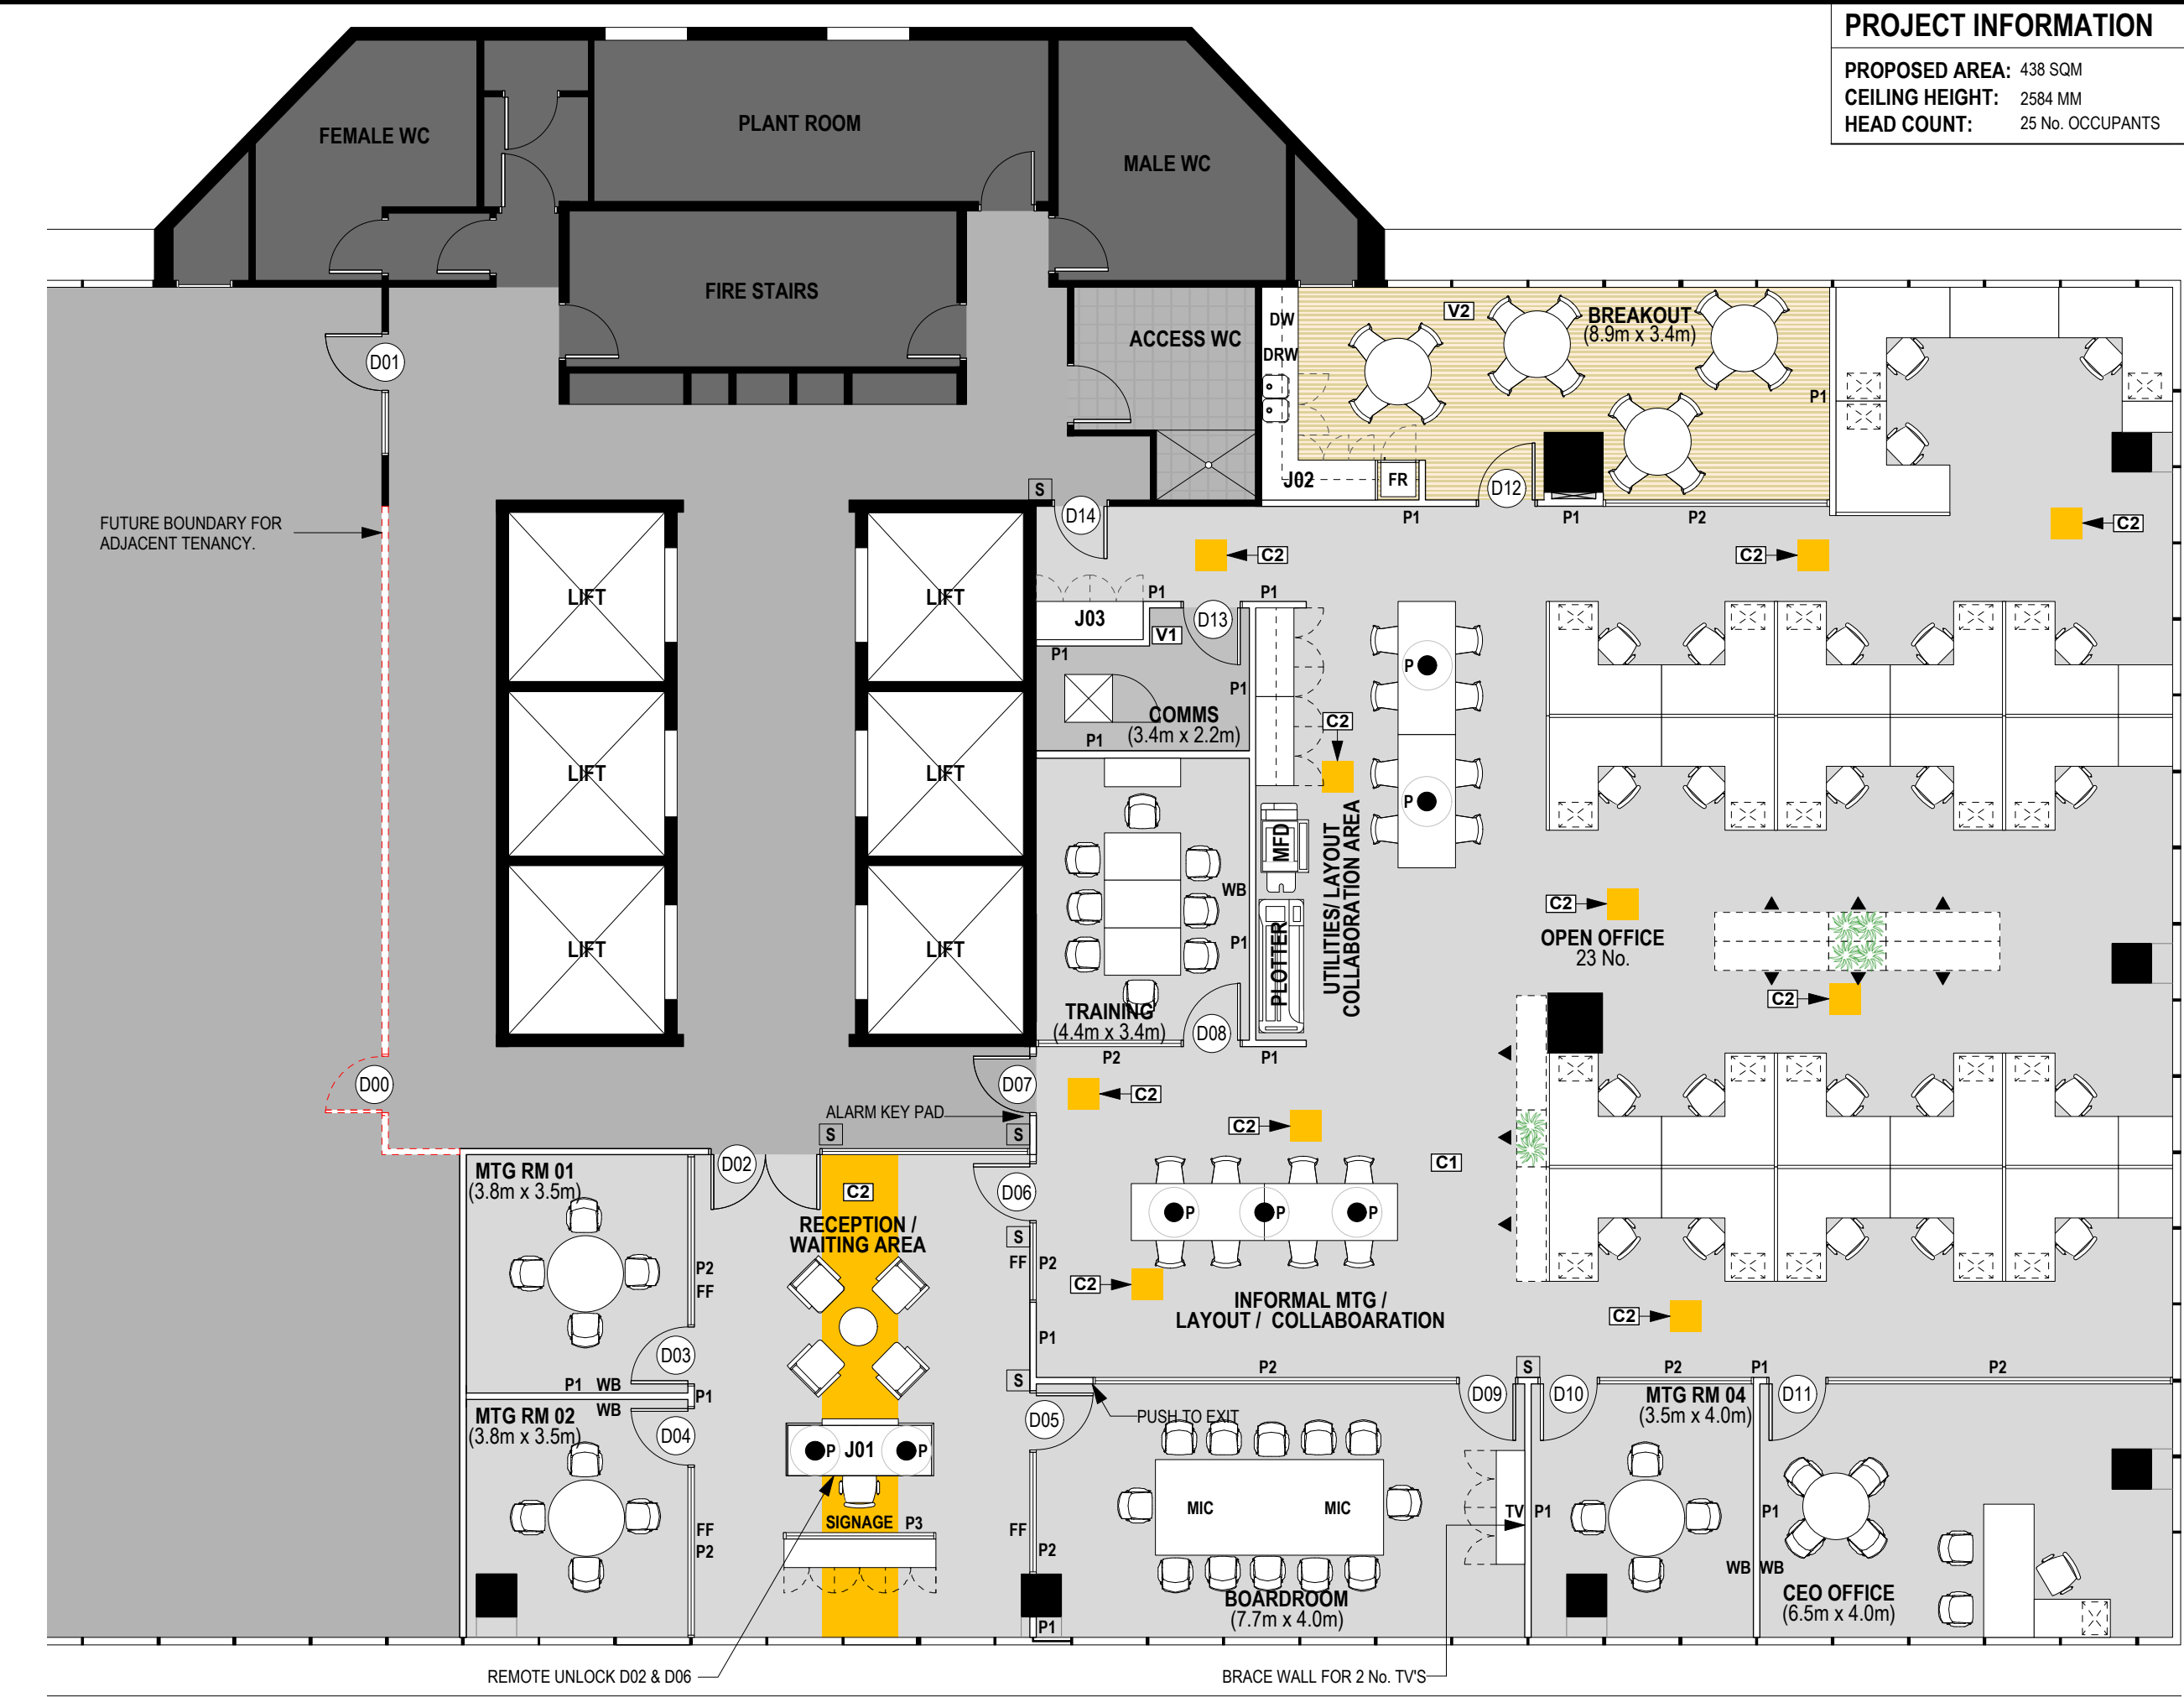 PROJECT INFORMATION
PROPOSED AREA: 438 SQM
CEILING HEIGHT: 2584 MM
HEAD COUNT: 25 No. OCCUPANTS
FEMALE WC
PLANT ROOM
MALE WC
FIRE STAIRS
ACCESS WC
D01
DW
DRW
V2
BREAKOUT
(8.9m x 3.4m)
P1
J02
FR
D12
S
D14
P1
P1
P2
FUTURE BOUNDARY FOR
ADJACENT TENANCY.
C2
C2
C2
LIFT
LIFT
J03
P1
V1
D13
P1
P1
P1
P
COMMS
(3.4m x 2.2m)
P1
C2
LIFT
LIFT
P
MFD
WB
PLOTTER
P1
UTILITIES/ LAYOUT
COLLABORATION AREA
C2
OPEN OFFICE
23 No.
C2
LIFT
LIFT
TRAINING
(4.4m x 3.4m)
D08
P2
P1
D00
D07
ALARM KEY PAD
C2
C2
S
S
C1
MTG RM 01
(3.8m x 3.5m)
D02
C2
D06
RECEPTION /
WAITING AREA
P
P
P
S
FF
P2
P2
FF
C2
INFORMAL MTG /
LAYOUT / COLLABOARATION
C2
P1
D03
P1
WB
P1
S
P2
S
P2
P1
P2
MTG RM 02
(3.8m x 3.5m)
WB
D04
D05
PUSH TO EXIT
D09
D10
MTG RM 04
(3.5m x 4.0m)
D11
P
J01
P
MIC
MIC
TV
P1
P1
SIGNAGE
P3
FF
P2
FF
P2
WB
WB
BOARDROOM
(7.7m x 4.0m)
CEO OFFICE
(6.5m x 4.0m)
P1
REMOTE UNLOCK D02 & D06
BRACE WALL FOR 2 No. TV'S